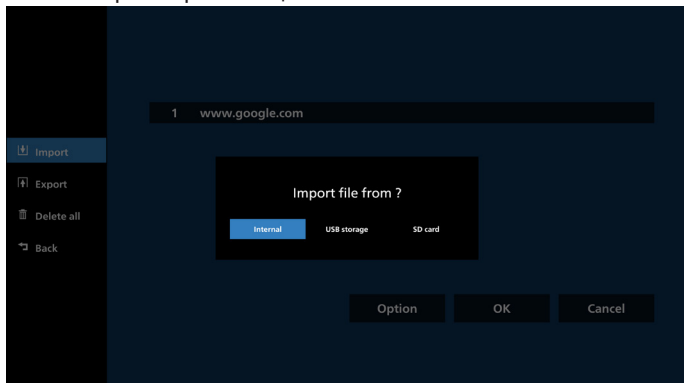 1 www.google.com
Import
Export
Delete all
Back
Import file from ?
Internal USB storage SD card
Option OK Cancel